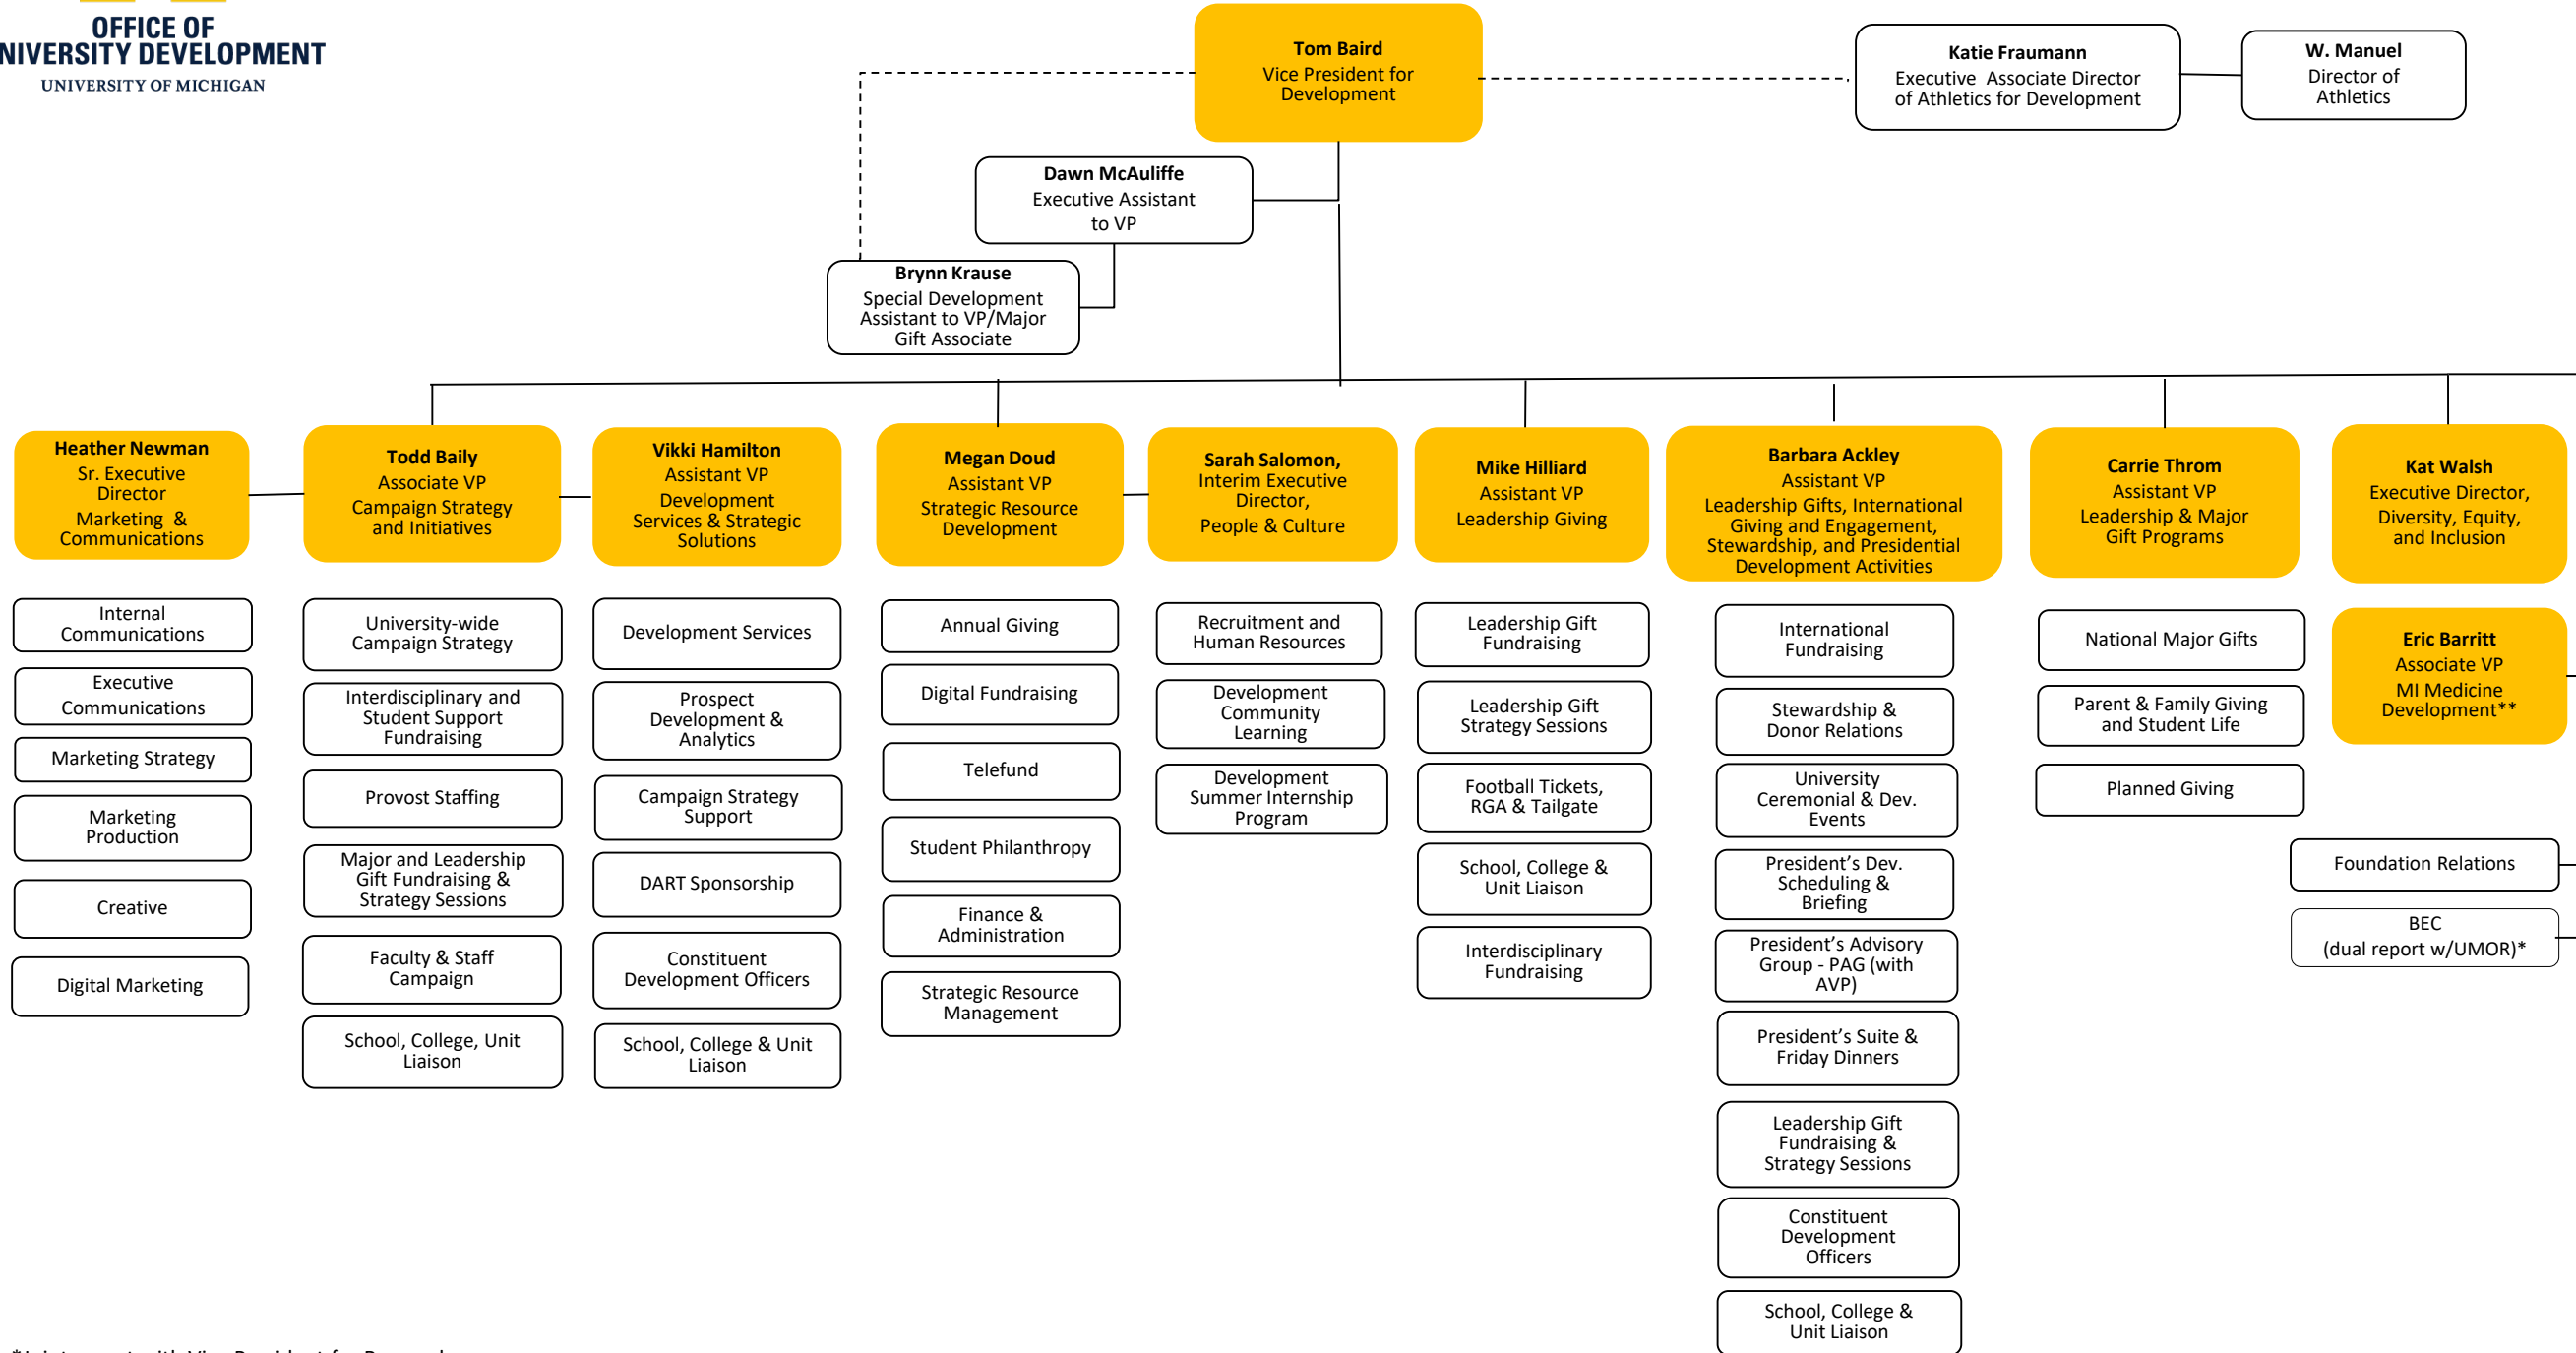 OFFICE OF
NIVERSITY DEVELOPMENT
UNIVERSITY OF MICHIGAN
Tom Baird
Vice President for
Development
Katie Fraumann
Executive Associate Director
of Athletics for Development
W. Manuel
Director of
Athletics
Dawn McAuliffe
Executive Assistant
to VP
Brynn Krause
Special Development
Assistant to VP/Major
Gift Associate
Heather Newman
Sr. Executive
Director
Marketing &
Communications
Internal
Communications
Executive
Communications
Marketing Strategy
Marketing
Production
Creative
Digital Marketing
Todd Baily
Associate VP
Campaign Strategy
and Initiatives
University-wide
Campaign Strategy
Interdisciplinary and
Student Support
Fundraising
Provost Staffing
Major and Leadership
Gift Fundraising &
Strategy Sessions
Faculty & Staff
Campaign
School, College, Unit
Liaison
Vikki Hamilton
Assistant VP
Development
Services & Strategic
Solutions
Development Services
Prospect
Development &
Analytics
Campaign Strategy
Support
DART Sponsorship
Constituent
Development Officers
School, College & Unit
Liaison
Megan Doud
Assistant VP
Strategic Resource
Development
Annual Giving
Digital Fundraising
Telefund
Student Philanthropy
Finance &
Administration
Strategic Resource
Management
Sarah Salomon,
Interim Executive
Director,
People & Culture
Recruitment and
Human Resources
Development
Community
Learning
Development
Summer Internship
Program
Mike Hilliard
Assistant VP
Leadership Giving
Leadership Gift
Fundraising
Leadership Gift
Strategy Sessions
Football Tickets,
RGA & Tailgate
School, College &
Unit Liaison
Interdisciplinary
Fundraising
Barbara Ackley
Assistant VP
Leadership Gifts, International
Giving and Engagement,
Stewardship, and Presidential
Development Activities
International
Fundraising
Stewardship &
Donor Relations
University
Ceremonial & Dev.
Events
President’s Dev.
Scheduling &
Briefing
President’s Advisory
Group - PAG (with
AVP)
President’s Suite &
Friday Dinners
Leadership Gift
Fundraising &
Strategy Sessions
Constituent
Development
Officers
School, College &
Unit Liaison
Carrie Throm
Assistant VP
Leadership & Major
Gift Programs
National Major Gifts
Parent & Family Giving
and Student Life
Planned Giving
Kat Walsh
Executive Director,
Diversity, Equity,
and Inclusion
Eric Barritt
Associate VP
MI Medicine
Development**
Foundation Relations
BEC
(dual report w/UMOR)*